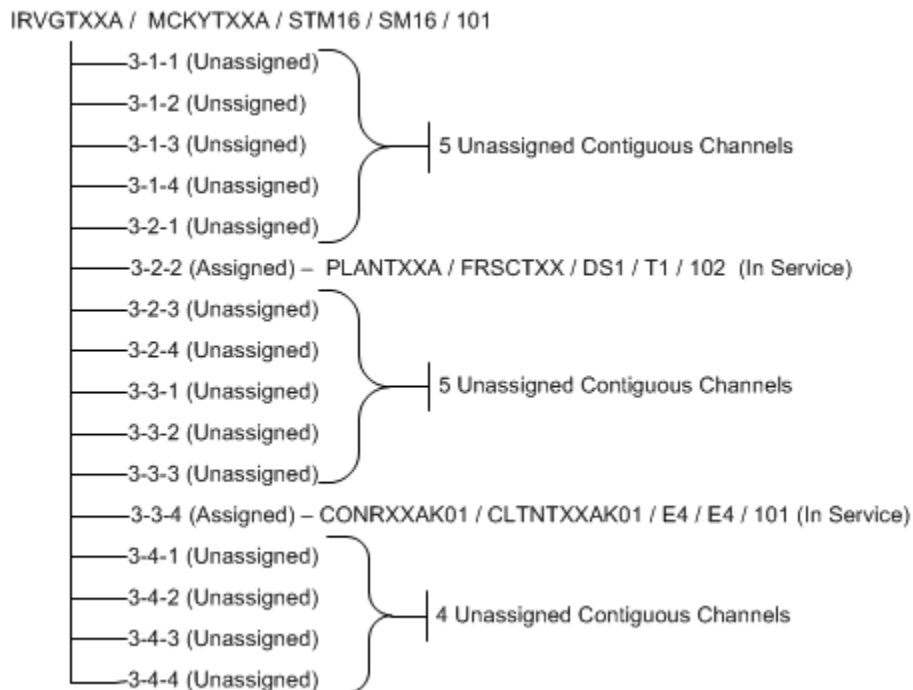 IRVGTXXA / MCKYTXXA / STM16 / SM16 / 101
3-1-1 (Unassigned)
3-1-2 (Unssigned)
3-1-3 (Unssigned)
5 Unassigned Contiguous Channels
3-1-4 (Unassigned)
3-2-1 (Unassigned)
3-2-2 (Assigned) – PLANTXXA / FRSCTXX / DS1 / T1 / 102 (In Service)
3-2-3 (Unassigned)
3-2-4 (Unassigned)
3-3-1 (Unassigned)
5 Unassigned Contiguous Channels
3-3-2 (Unassigned)
3-3-3 (Unassigned)
3-3-4 (Assigned) – CONRXXAK01 / CLTNTXXAK01 / E4 / E4 / 101 (In Service)
3-4-1 (Unassigned)
3-4-2 (Unassigned)
4 Unassigned Contiguous Channels
3-4-3 (Unassigned)
3-4-4 (Unassigned)